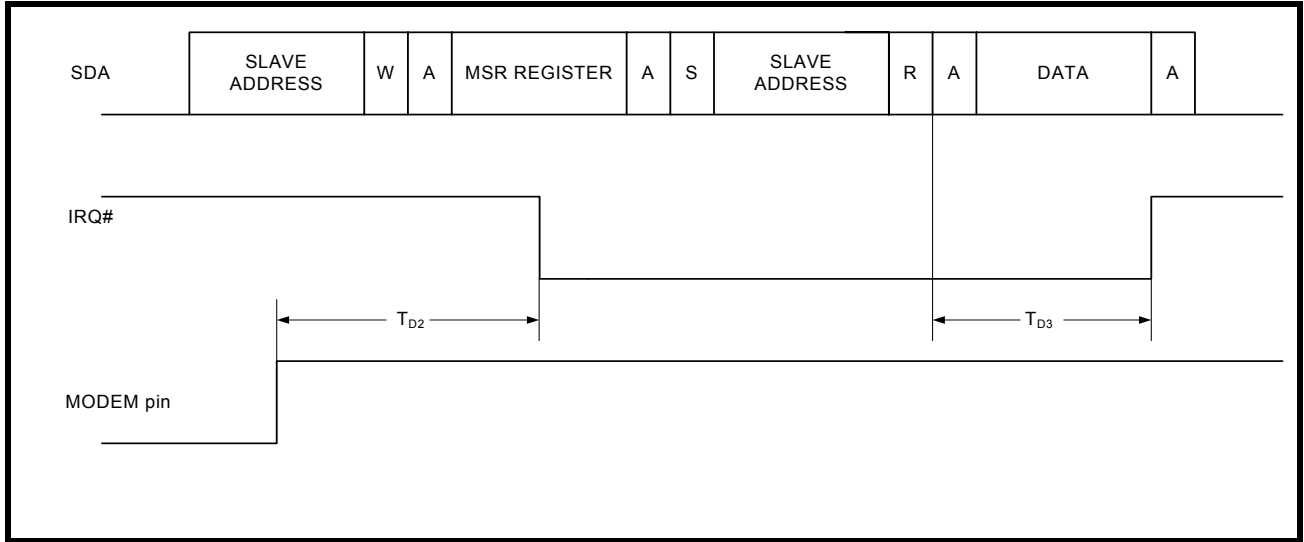 SDA
SLAVE
ADDRESS
W
A
MSR REGISTER
A
S
SLAVE
ADDRESS
R
A
DATA
A
IRQ#
TD2
TD3
MODEM pin